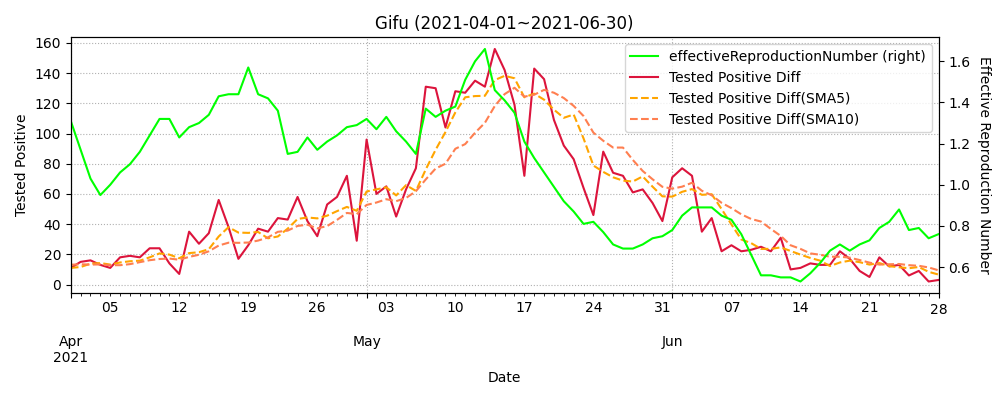 Gifu (2021-04-01~2021-06-30)
effectiveReproductionNumber (right)
Tested Positive Diff
Tested Positive Diff(SMA5)
Tested Positive Diff(SMA10)
Tested Positive
160
140
120
100
80
60
40
20
0
1.6
1.4
1.2
1.0
0.8
0.6
Effective Reproduction Number
05 12 19 26 03 10 17 24 31 07 14 21 28
Apr May Jun
2021
Date